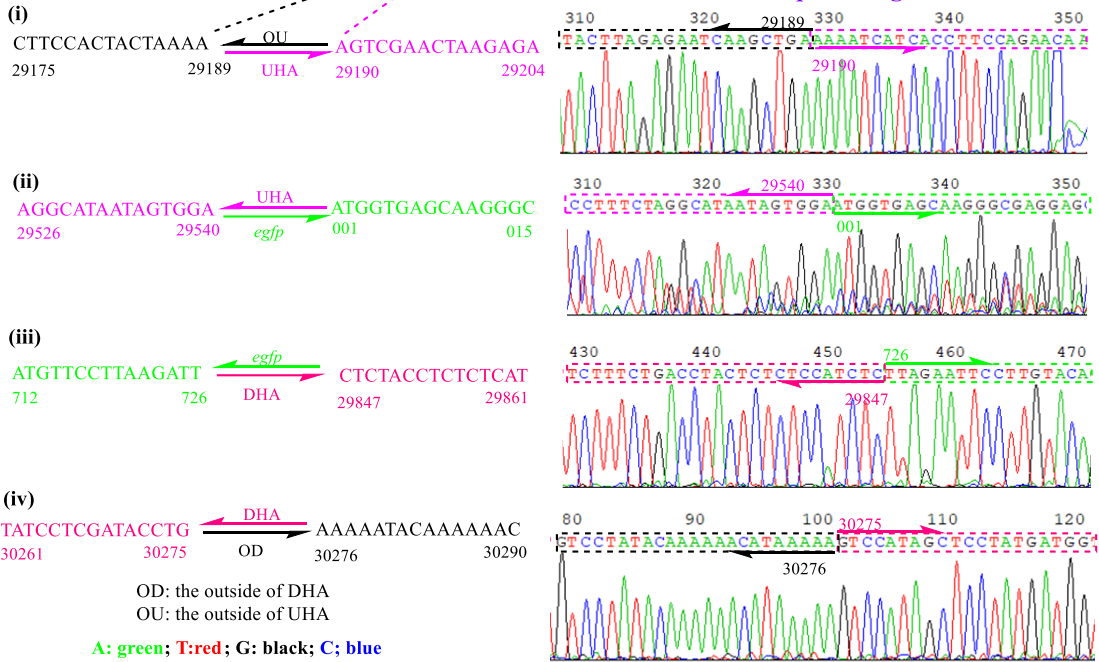 (i)
CTTCCACTACTAAAA
29175
29189
OU
UHA
AGTCGAACTAAGAGA
29190
29204
310 320 330 340 350
29189
TACTTAGAGAATCAAGCTGAAAAATCATCACCTTCCAGAACAA
29190
(ii)
AGGCATAATAGTGGA
29526
29540
UHA
egfp
ATGGTGAGCAAGGGC
001
015
310 320 330 340 350
29540
CCTTTCTAGGCATAATAGTGGAATGGTGAGCAAGGGCGAGGAGC
001
(iii)
ATGTTCCTTAAGATT
712
726
egfp
DHA
CTCTACCTCTCTCAT
29847
29861
430 440 450 460 470
726
TCTTTCTGACCTACTCTCTCCATCTCTTAGAATTCCTTGTACA
29847
(iv)
TATCCTCGATACCTG
30261
30275
DHA
OD
AAAAATACAAAAAAC
30276
30290
80 90 100 110 120
30275
GTCCTATACAAAAAACATAAAAAGTCCATAGCTCCTATGATGGT
30276
OD: the outside of DHA
OU: the outside of UHA
A: green; T:red; G: black; C; blue